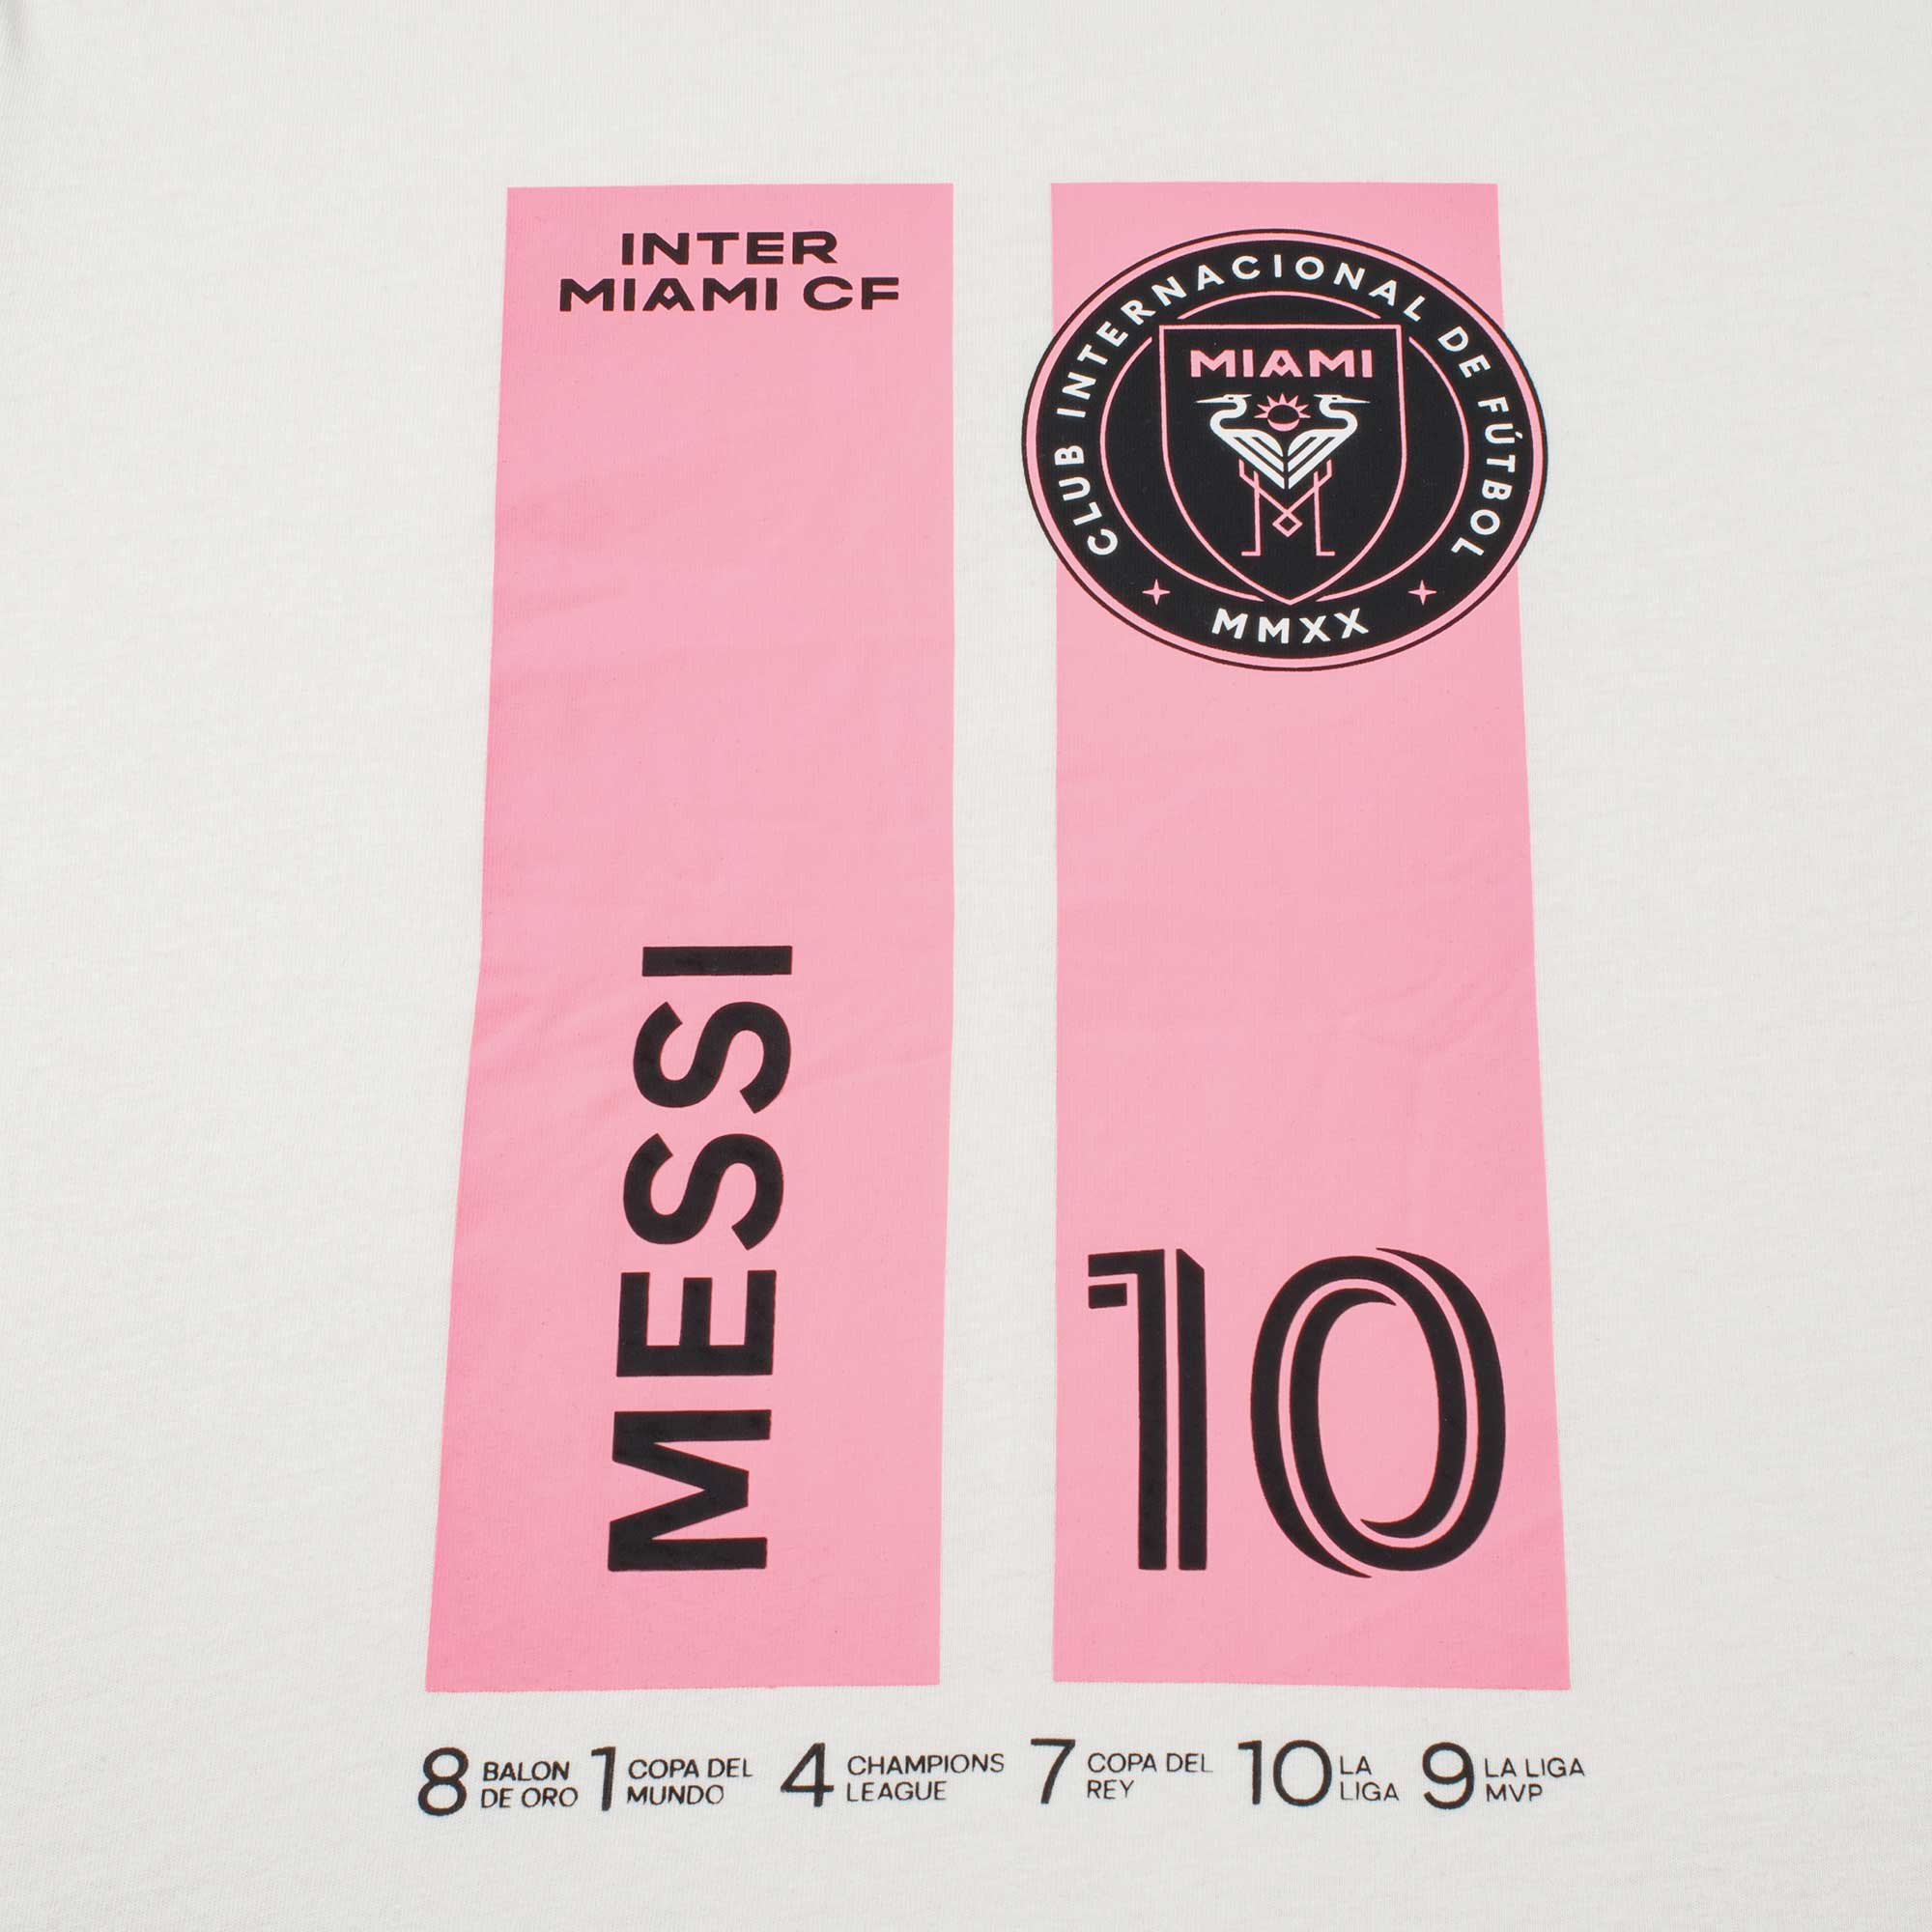 INTER
MIAMI CF
CLUB INTERNACIONAL DE FÚTBOL
MIAMI
MMXX
MESSI
10
8 BALON
DE ORO
1 COPA DEL
MUNDO
4 CHAMPIONS
LEAGUE
7 COPA DEL
REY
10 LA
LIGA
9 LA LIGA
MVP